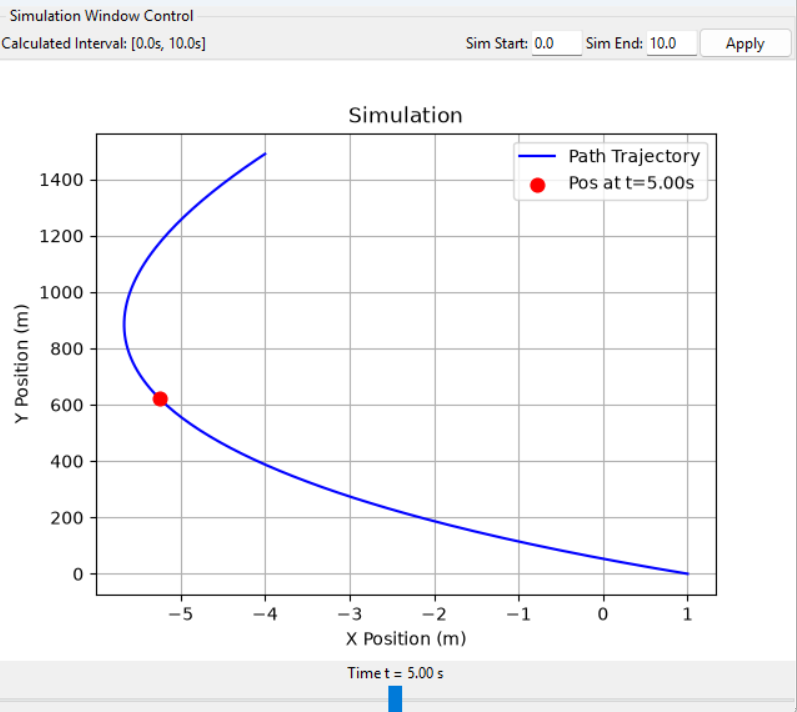 Simulation Window Control
Calculated Interval: [0.0s, 10.0s]
Sim Start: 0.0 Sim End: 10.0 Apply
Simulation
Path Trajectory
Pos at t=5.00s
1400
1200
1000
800
600
400
200
0
Y Position (m)
−5 −4 −3 −2 −1 0 1
X Position (m)
Time t = 5.00 s